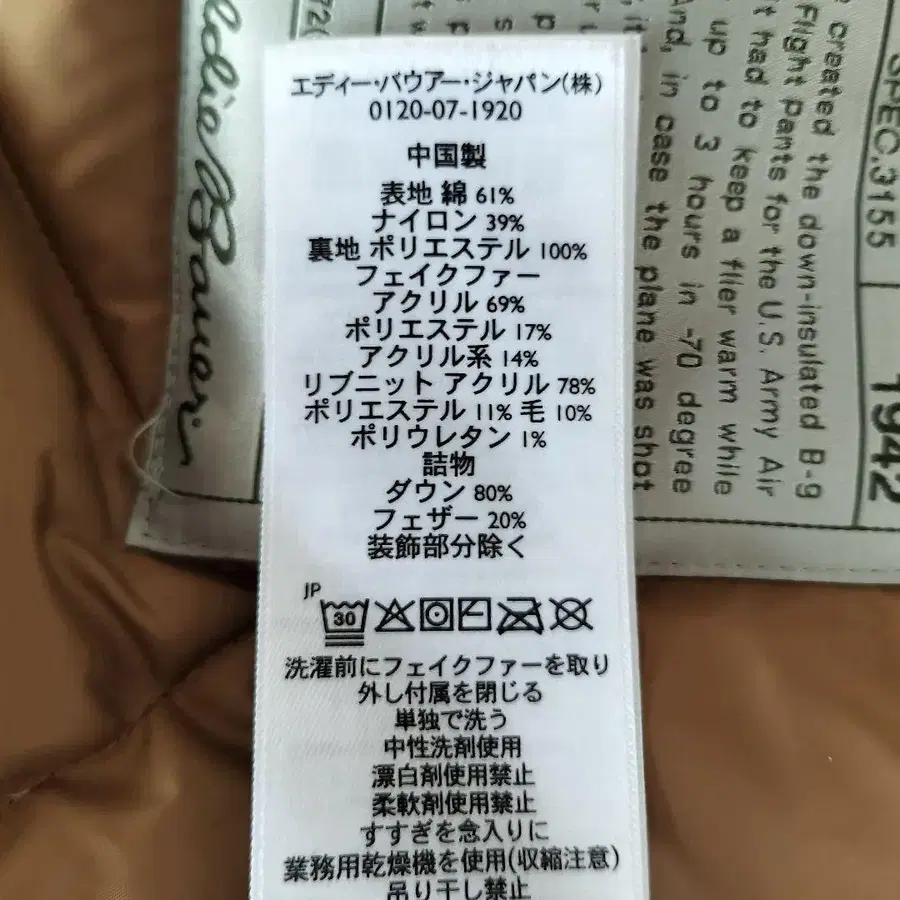 エディー・バウアー・ジャパン(株)
0120-07-1920
中国製
表地 綿 61%
ナイロン 39%
裏地 ポリエステル 100%
フェイクファー
アクリル 69%
ポリエステル 17%
アクリル系 14%
リブニット アクリル 78%
ポリエステル 11% 毛 10%
ポリウレタン 1%
詰物
ダウン 80%
フェザー 20%
装飾部分除く
JP
30
洗濯前にフェイクファーを取り
外し付属を閉じる
単独で洗う
中性洗剤使用
漂白剤使用禁止
柔軟剤使用禁止
すすぎを念入りに
業務用乾燥機を使用(収縮注意)
吊り干し禁止
Eddie Bauer
SPEC.3155
1942
created the down-insulated B-9
Flight Pants for the U.S. Army Air
it had to keep a flier warm while
up to 3 hours in -70 degree
And, in case the plane was shot